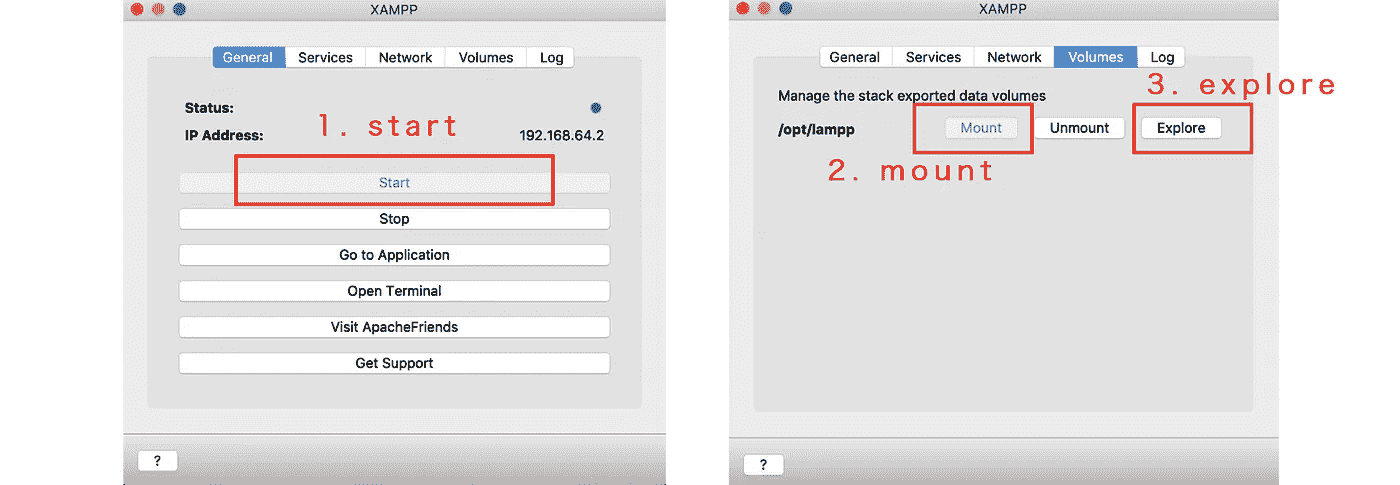 XAMPP
General Services Network Volumes Log
Status:
IP Address: 192.168.64.2
1. start
Start
Stop
Go to Application
Open Terminal
Visit ApacheFriends
Get Support
?
XAMPP
General Services Network Volumes Log
Manage the stack exported data volumes
3. explore
/opt/lampp Mount Unmount Explore
2. mount
?